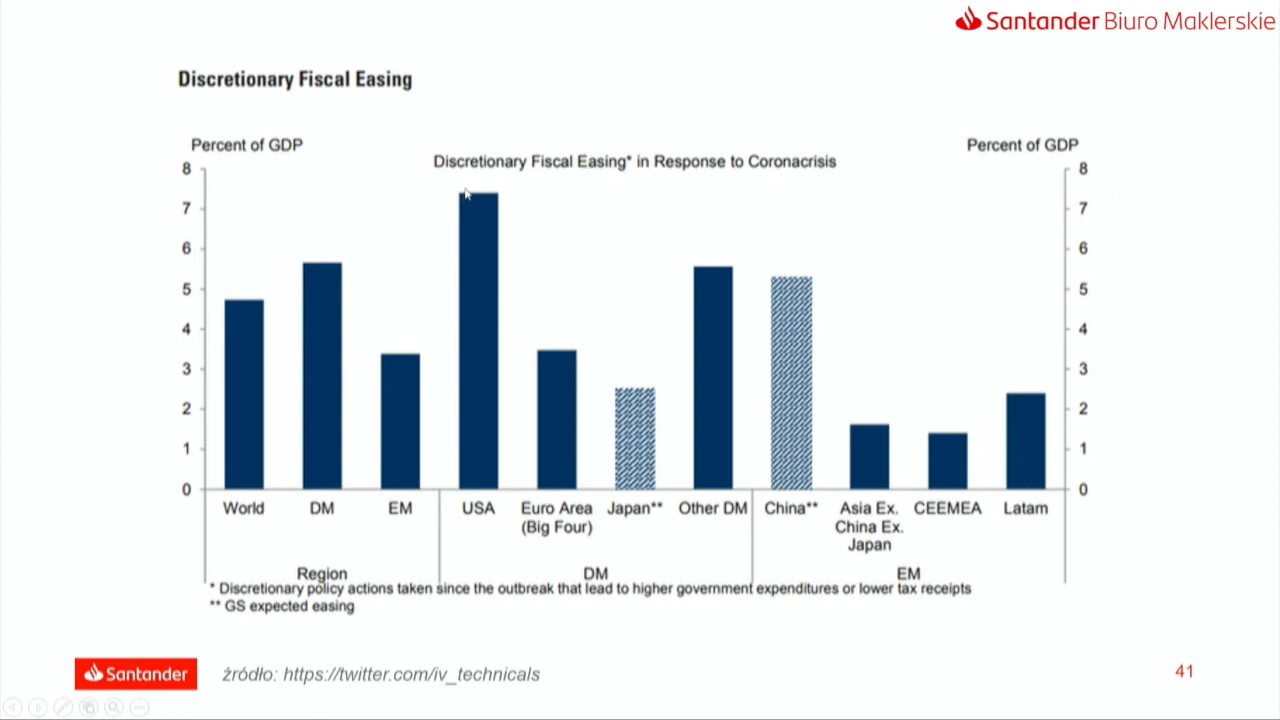 Santander Biuro Maklerskie
Discretionary Fiscal Easing
Percent of GDP
Percent of GDP
Discretionary Fiscal Easing* in Response to Coronacrisis
8
8
7
7
6
6
5
5
4
4
3
3
2
2
1
1
0
0
World
DM
EM
USA
Euro Area
(Big Four)
Japan**
Other DM
China**
Asia Ex.
China Ex.
Japan
CEEMEA
Latam
Region
DM
EM
* Discretionary policy actions taken since the outbreak that lead to higher government expenditures or lower tax receipts
** GS expected easing
Santander
źródło: https://twitter.com/iv_technicals
41